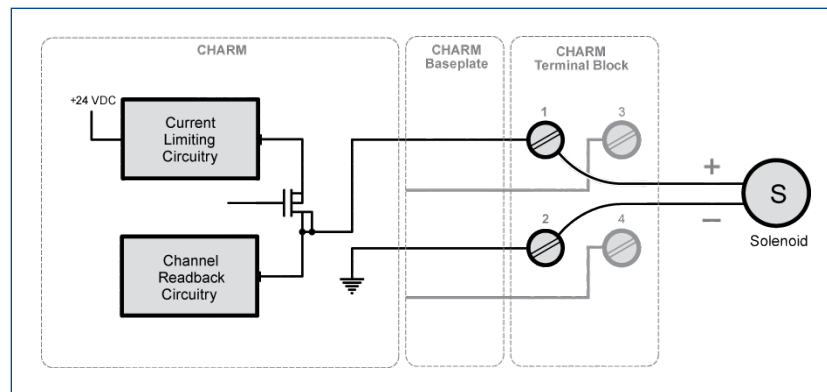 CHARM
CHARM
Baseplate
CHARM
Terminal Block
+24 VDC
Current
Limiting
Circuitry
Channel
Readback
Circuitry
1
3
2
4
+
−
S
Solenoid